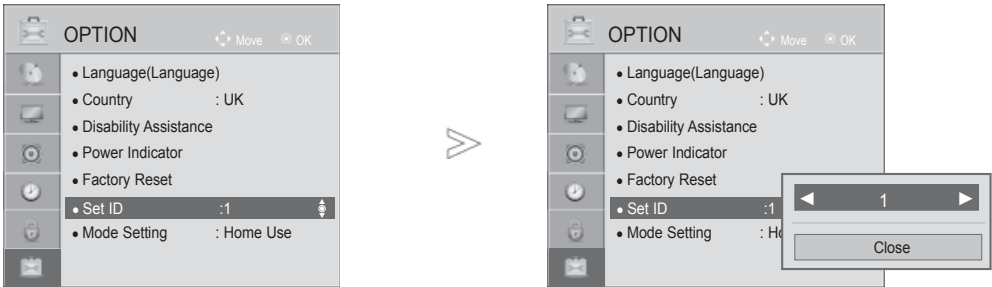 OPTION
Move OK
• Language(Language)
• Country : UK
• Disability Assistance
• Power Indicator
• Factory Reset
• Set ID :1
• Mode Setting : Home Use
OPTION
Move OK
• Language(Language)
• Country : UK
• Disability Assistance
• Power Indicator
• Factory Reset
• Set ID :1
• Mode Setting : Ho
◀ 1 ▶
Close